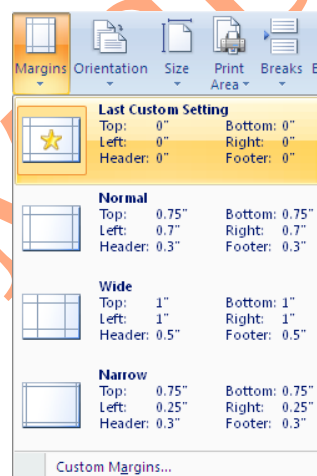 Margins Orientation Size Print Area Breaks
Last Custom Setting
Top: 0" Bottom: 0"
Left: 0" Right: 0"
Header: 0" Footer: 0"
Normal
Top: 0.75" Bottom: 0.75"
Left: 0.7" Right: 0.7"
Header: 0.3" Footer: 0.3"
Wide
Top: 1" Bottom: 1"
Left: 1" Right: 1"
Header: 0.5" Footer: 0.5"
Narrow
Top: 0.75" Bottom: 0.75"
Left: 0.25" Right: 0.25"
Header: 0.3" Footer: 0.3"
Custom Margins...